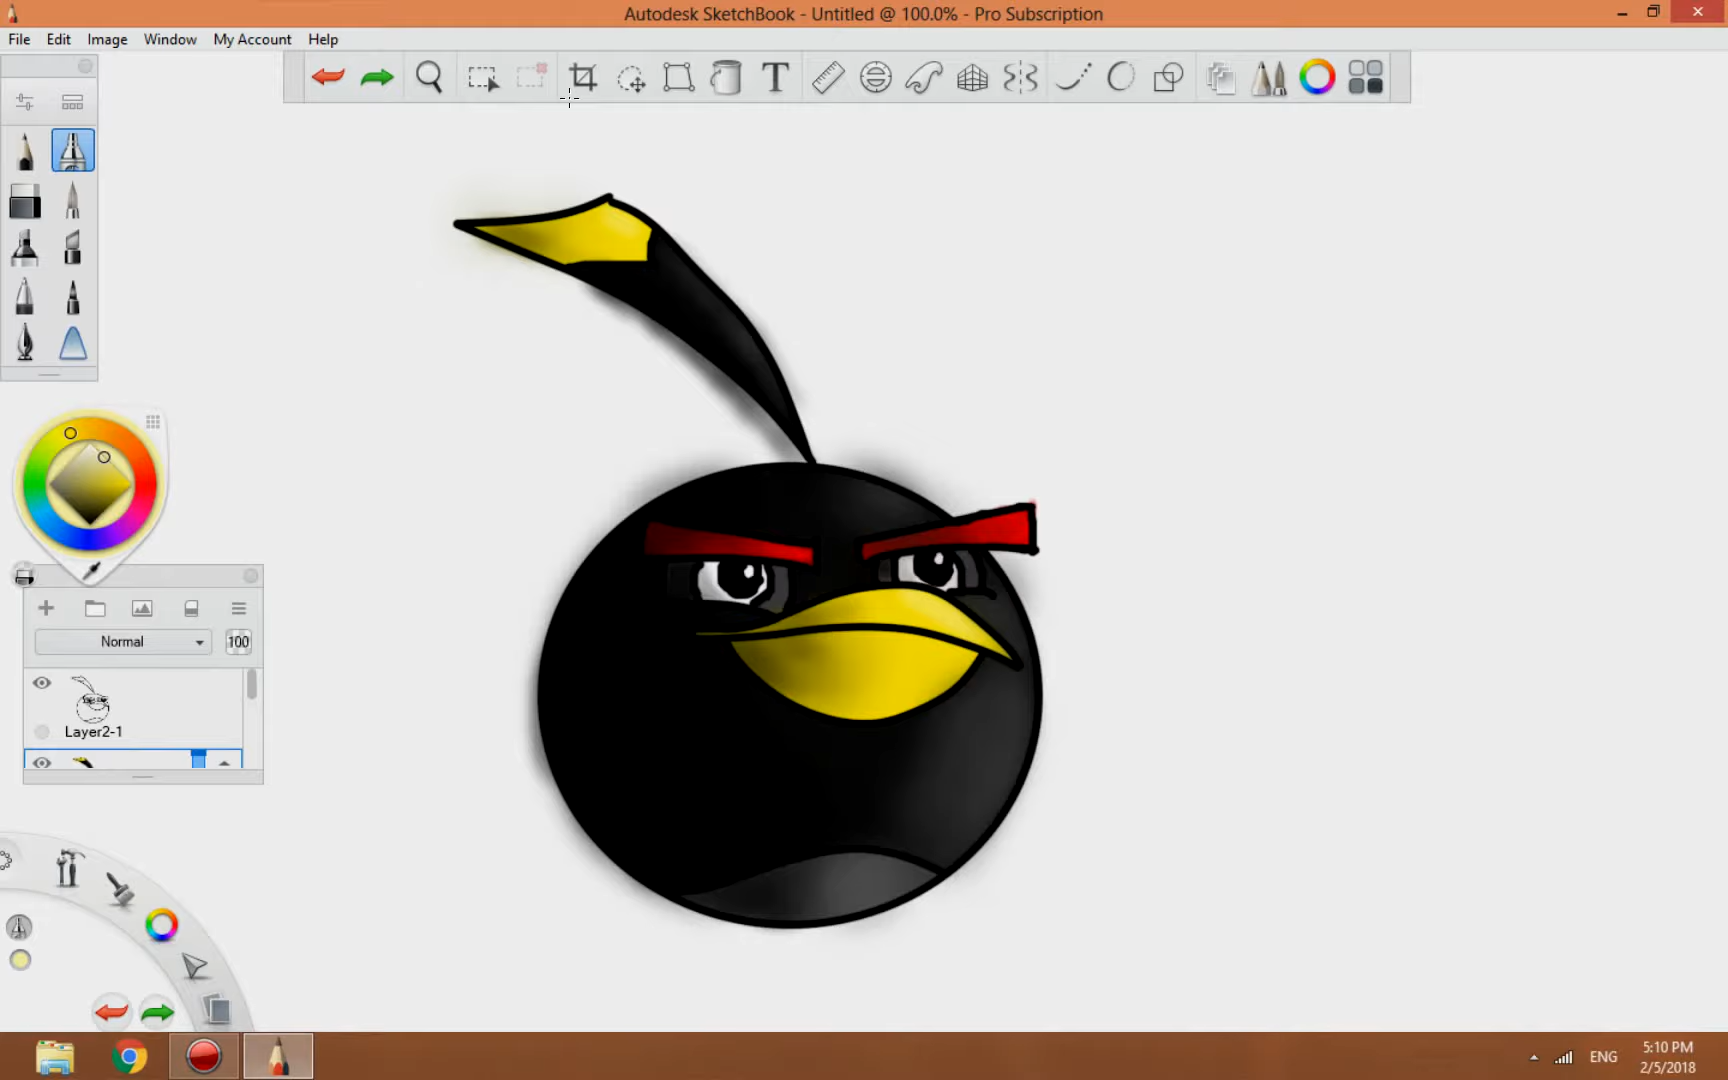 Autodesk SketchBook - Untitled @ 100.0% - Pro Subscription
File Edit Image Window My Account Help
T
Normal 100
Layer2-1
ENG
5:10 PM
2/5/2018